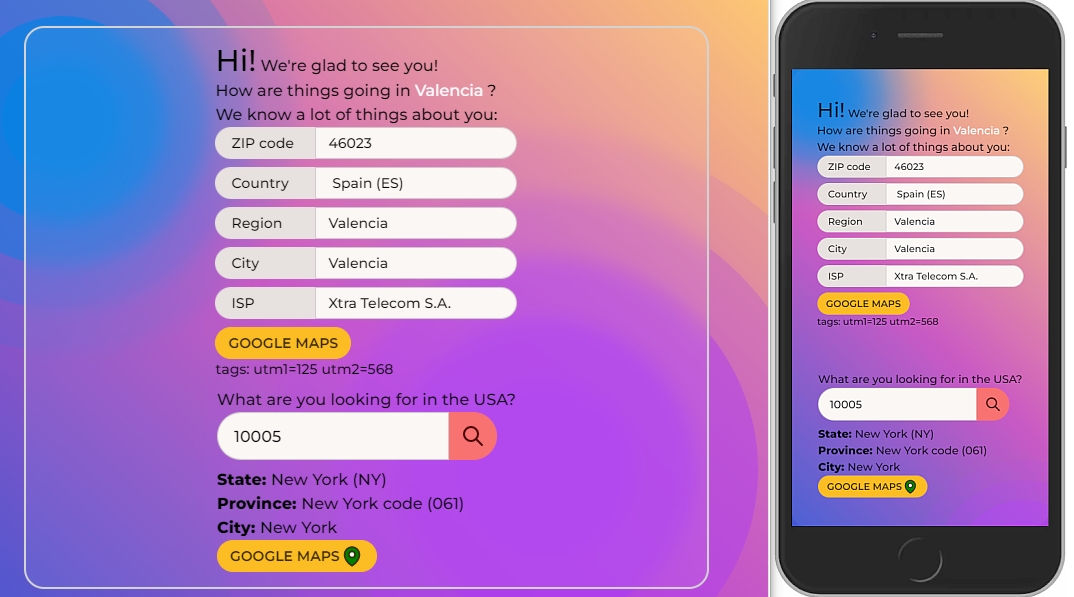 Hi! We're glad to see you!
How are things going in Valencia ?
We know a lot of things about you:
ZIP code 46023
Country Spain (ES)
Region Valencia
City Valencia
ISP Xtra Telecom S.A.
GOOGLE MAPS
tags: utm1=125 utm2=568
What are you looking for in the USA?
10005
State: New York (NY)
Province: New York code (061)
City: New York
GOOGLE MAPS
Hi! We're glad to see you!
How are things going in Valencia ?
We know a lot of things about you:
ZIP code 46023
Country Spain (ES)
Region Valencia
City Valencia
ISP Xtra Telecom S.A.
GOOGLE MAPS
tags: utm1=125 utm2=568
What are you looking for in the USA?
10005
State: New York (NY)
Province: New York code (061)
City: New York
GOOGLE MAPS